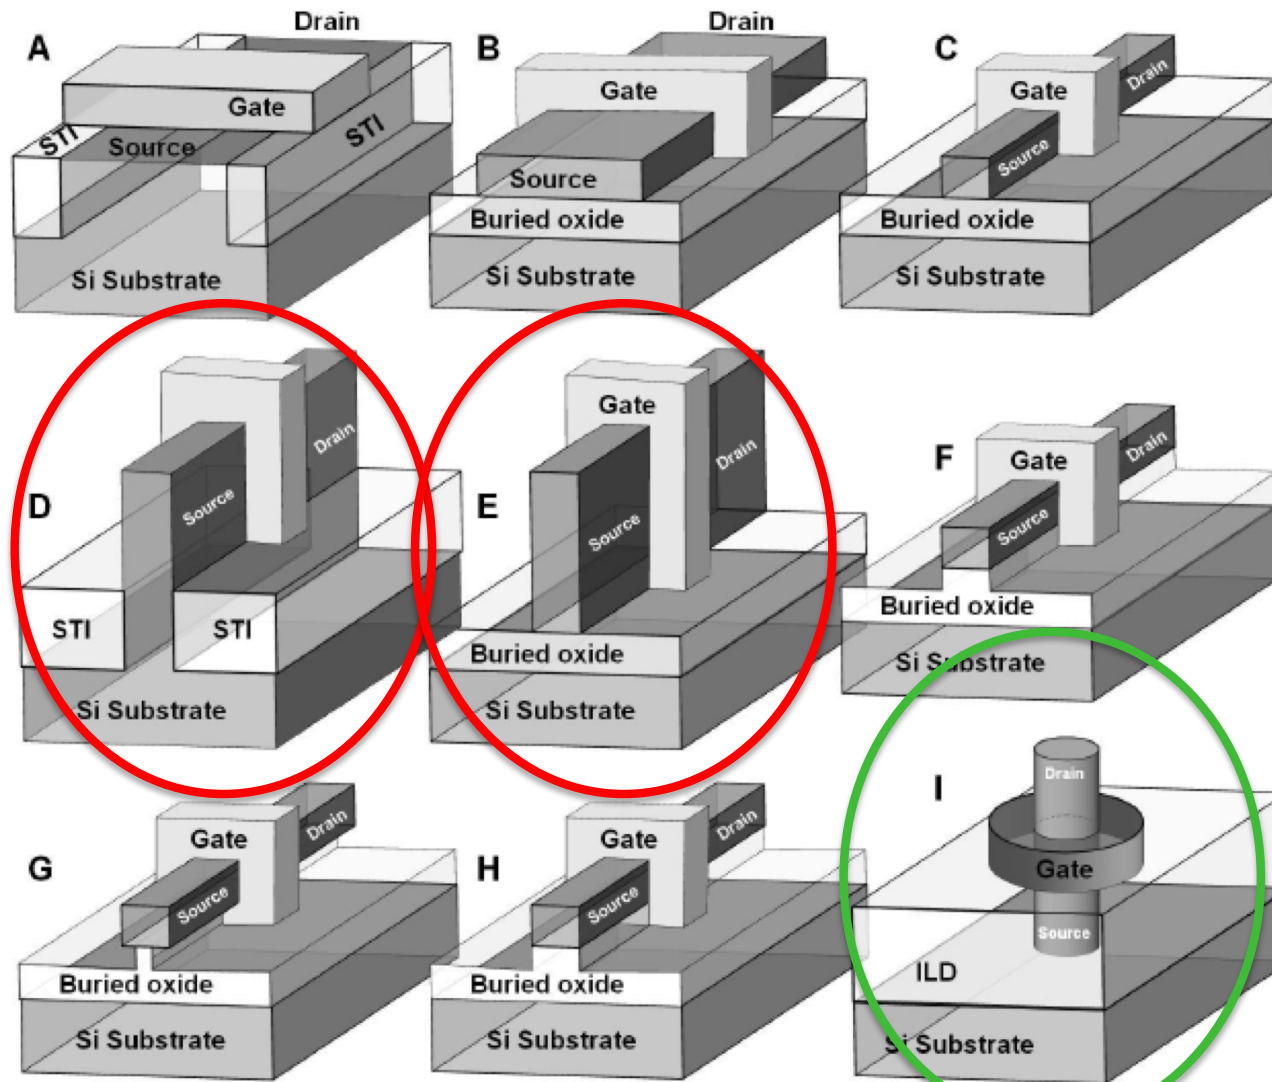 A
Drain
Gate
STI
STI
Source
Si Substrate
B
Drain
Gate
Source
Buried oxide
Si Substrate
C
Drain
Gate
Source
Buried oxide
Si Substrate
D
Drain
Source
STI
STI
Si Substrate
E
Gate
Drain
Source
Buried oxide
Si Substrate
F
Gate
Drain
Source
Buried oxide
Si Substrate
G
Gate
Drain
Source
Buried oxide
Si Substrate
H
Gate
Drain
Source
Buried oxide
Si Substrate
I
Drain
Gate
Source
ILD
Si Substrate